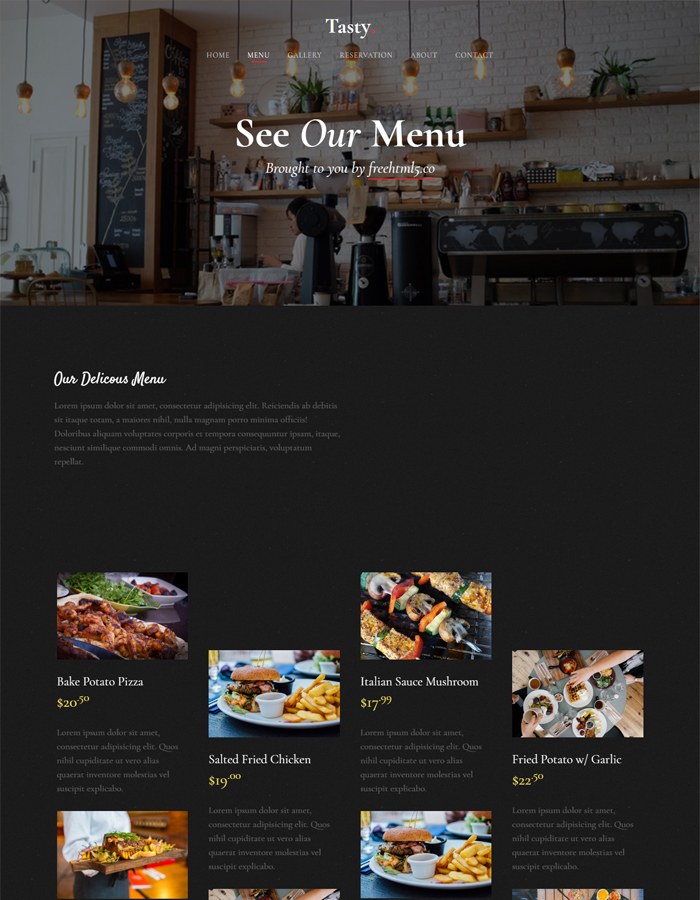 Tasty.
HOME MENU GALLERY RESERVATION ABOUT CONTACT
See Our Menu
Brought to you by freehtml5.co
Our Delicous Menu
Lorem ipsum dolor sit amet, consectetur adipisicing elit. Reiciendis ab debitis
sit itaque totam, a maiores nihil, nulla magnam porro minima officiis!
Doloribus aliquam voluptates corporis et tempora consequuntur ipsam, itaque,
nesciunt similique commodi omnis. Ad magni perspiciatis, voluptatum
repellat.
Bake Potato Pizza
$20.50
Lorem ipsum dolor sit amet,
consectetur adipisicing elit. Quos
nihil cupiditate ut vero alias
quaerat inventore molestias vel
suscipit explicabo.
Salted Fried Chicken
$19.00
Lorem ipsum dolor sit amet,
consectetur adipisicing elit. Quos
nihil cupiditate ut vero alias
quaerat inventore molestias vel
suscipit explicabo.
Italian Sauce Mushroom
$17.99
Lorem ipsum dolor sit amet,
consectetur adipisicing elit. Quos
nihil cupiditate ut vero alias
quaerat inventore molestias vel
suscipit explicabo.
Fried Potato w/ Garlic
$22.50
Lorem ipsum dolor sit amet,
consectetur adipisicing elit. Quos
nihil cupiditate ut vero alias
quaerat inventore molestias vel
suscipit explicabo.